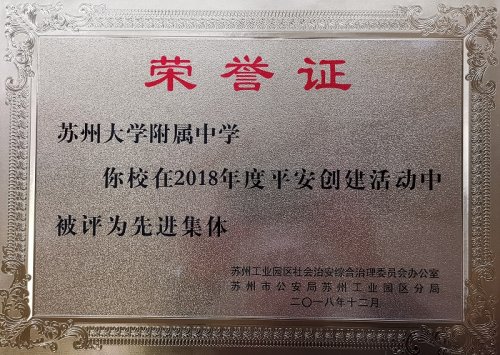 荣誉证
苏州大学附属中学
你校在2018年度平安创建活动中
被评为先进集体
苏州工业园区社会治安综合治理委员会办公室
苏州市公安局苏州工业园区分局
二〇一八年十二月